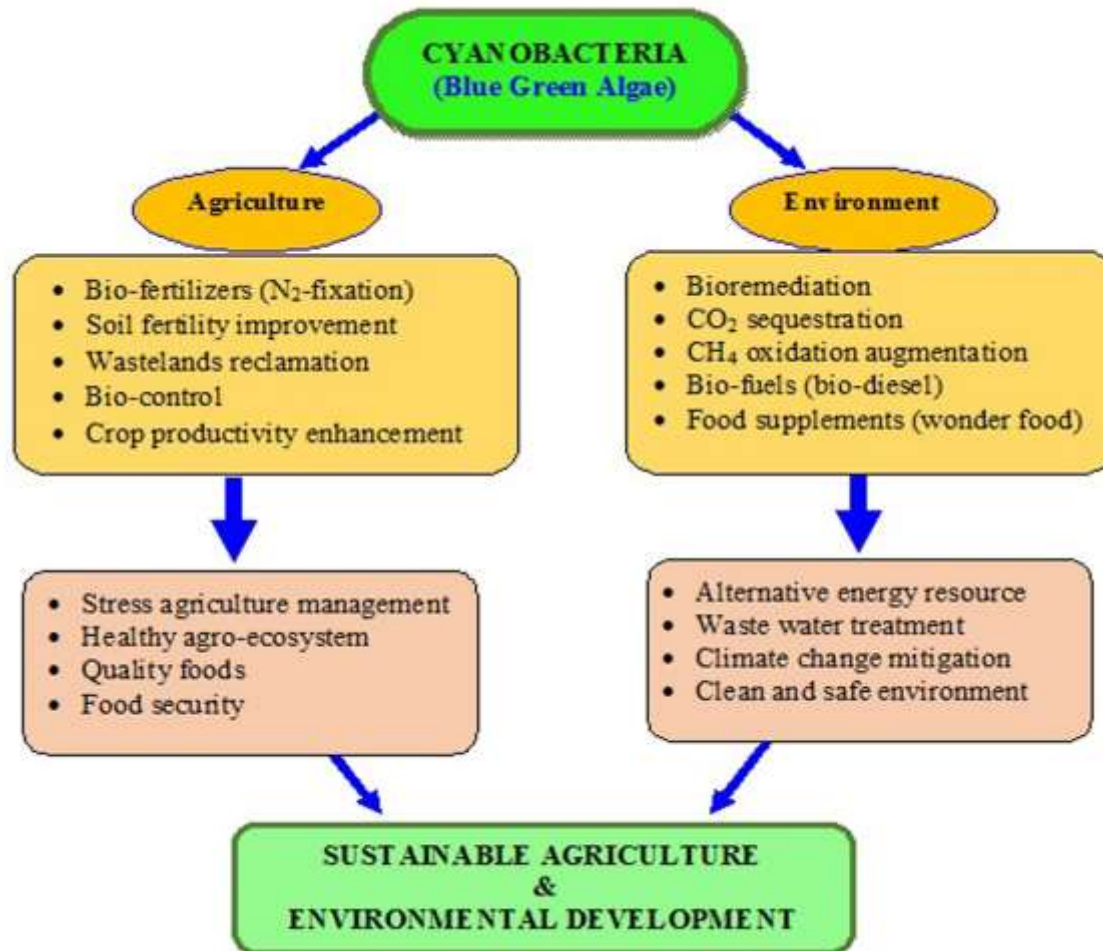 CYANOBACTERIA
(Blue Green Algae)
Agriculture
Environment
• Bio-fertilizers (N₂-fixation)
• Soil fertility improvement
• Wastelands reclamation
• Bio-control
• Crop productivity enhancement
• Bioremediation
• CO₂ sequestration
• CH₄ oxidation augmentation
• Bio-fuels (bio-diesel)
• Food supplements (wonder food)
• Stress agriculture management
• Healthy agro-ecosystem
• Quality foods
• Food security
• Alternative energy resource
• Waste water treatment
• Climate change mitigation
• Clean and safe environment
SUSTAINABLE AGRICULTURE
&
ENVIRONMENTAL DEVELOPMENT